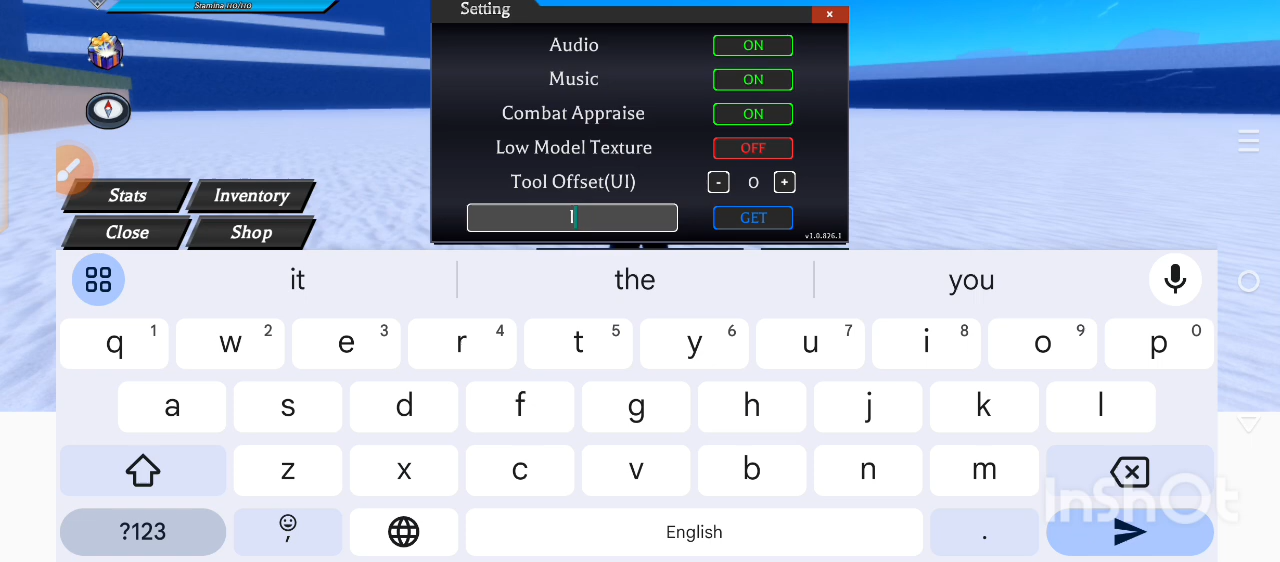 Stamina 110/110
Setting
×
Audio ON
Music ON
Combat Appraise ON
Low Model Texture OFF
Tool Offset(UI) - 0 +
l GET
v1.0.826.1
Stats Inventory
Close Shop
it the you
q 1 w 2 e 3 r 4 t 5 y 6 u 7 i 8 o 9 p 0
a s d f g h j k l
z x c v b n m
?123 , English .
InShOt